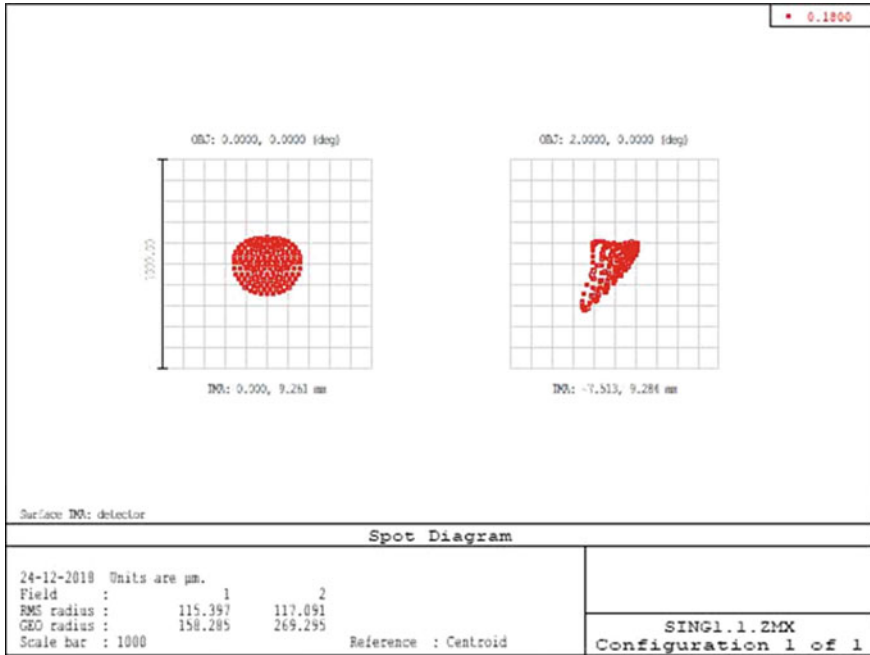 0.1800
OBJ: 0.0000, 0.0000 (deg)
OBJ: 2.0000, 0.0000 (deg)
1000.00
IMA: 0.000, 9.261 mm
IMA: -7.513, 9.284 mm
Surface IMA: detector
Spot Diagram
24-12-2018 Units are µm.
Field : 1 2
RMS radius : 115.397 117.091
GEO radius : 158.285 269.295
Scale bar : 1000 Reference : Centroid
SING1.1.ZMX
Configuration 1 of 1